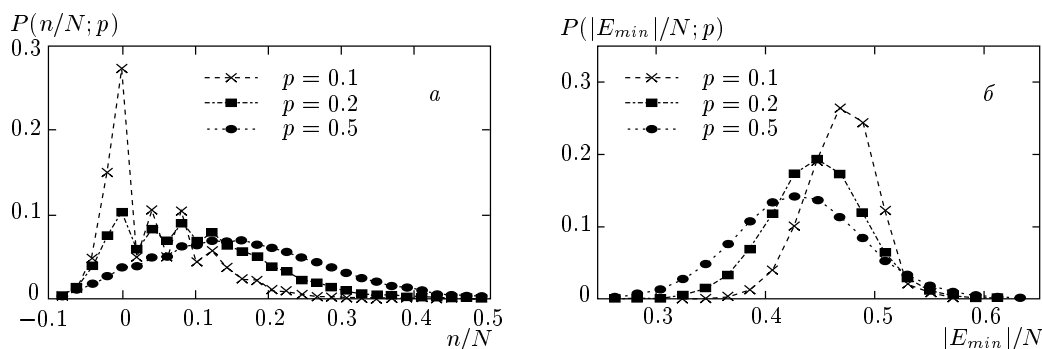 P(n/N; p)
0.3
0.2
0.1
0
−0.1 0 0.1 0.2 0.3 0.4 0.5
n/N
p = 0.1
p = 0.2
p = 0.5
а
P(|E_min|/N; p)
0.3
0.2
0.1
0
0.3 0.4 0.5 0.6
|E_min|/N
p = 0.1
p = 0.2
p = 0.5
б